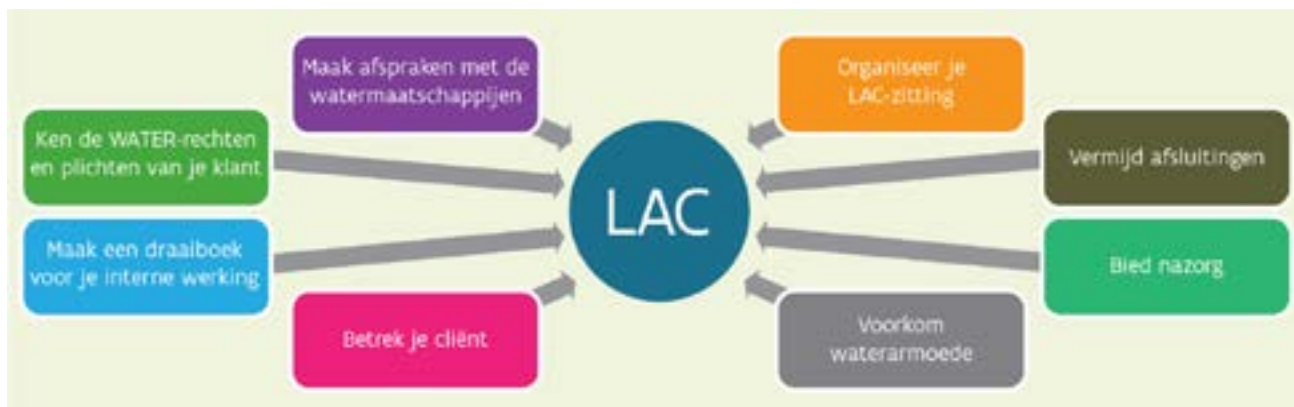 Maak afspraken met de
watermaatschappijen
Organiseer je
LAC-zitting
Ken de WATER-rechten
en plichten van je klant
LAC
Vermijd afsluitingen
Maak een draaiboek
voor je interne werking
Bied nazorg
Betrek je cliënt
Voorkom
waterarmoede